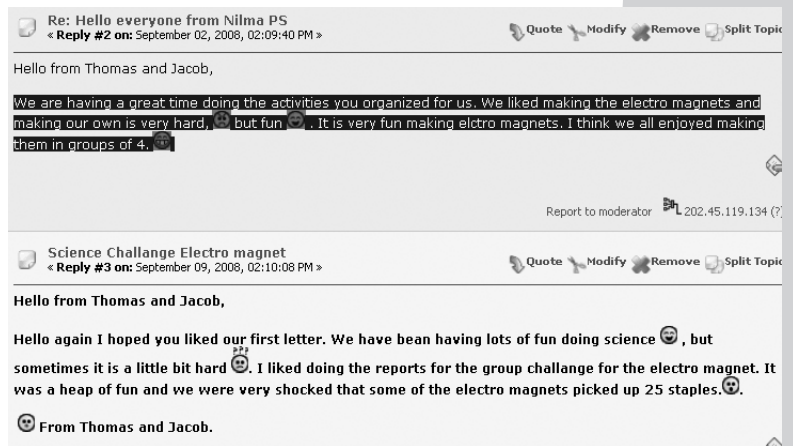 Re: Hello everyone from Nilma PS
« Reply #2 on: September 02, 2008, 02:09:40 PM »
Quote Modify Remove Split Topic
Hello from Thomas and Jacob,
We are having a great time doing the activities you organized for us. We liked making the electro magnets and
making our own is very hard, but fun . It is very fun making elctro magnets. I think we all enjoyed making
them in groups of 4.
Report to moderator 202.45.119.134 (?)
Science Challange Electro magnet
« Reply #3 on: September 09, 2008, 02:10:08 PM »
Quote Modify Remove Split Topic
Hello from Thomas and Jacob,
Hello again I hoped you liked our first letter. We have bean having lots of fun doing science , but
sometimes it is a little bit hard . I liked doing the reports for the group challange for the electro magnet. It
was a heap of fun and we were very shocked that some of the electro magnets picked up 25 staples. .
From Thomas and Jacob.